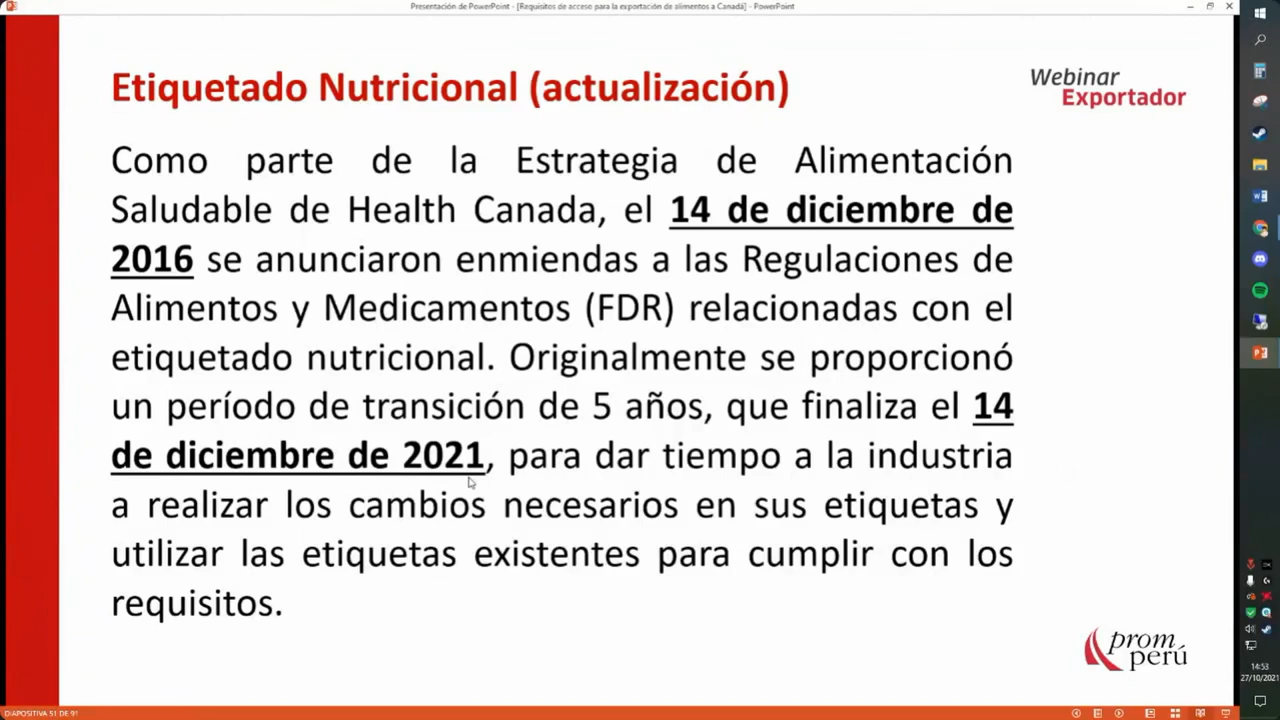 Presentación de PowerPoint - [Requisitos de acceso para la exportación de alimentos a Canadá] - PowerPoint
Etiquetado Nutricional (actualización)
Webinar
Exportador
Como parte de la Estrategia de Alimentación
Saludable de Health Canada, el 14 de diciembre de
2016 se anunciaron enmiendas a las Regulaciones de
Alimentos y Medicamentos (FDR) relacionadas con el
etiquetado nutricional. Originalmente se proporcionó
un período de transición de 5 años, que finaliza el 14
de diciembre de 2021, para dar tiempo a la industria
a realizar los cambios necesarios en sus etiquetas y
utilizar las etiquetas existentes para cumplir con los
requisitos.
prom
perú
14:53
27/10/2021
DIAPOSITIVA 51 DE 91